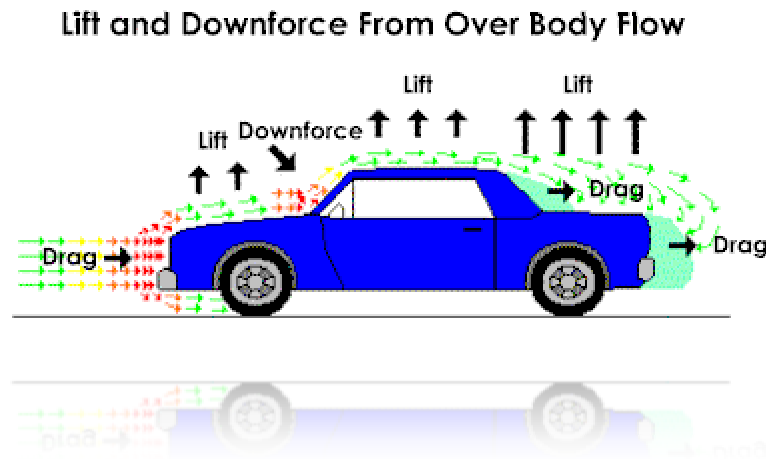 Lift and Downforce From Over Body Flow
Lift
Lift
Lift
Downforce
Drag
Drag
Drag